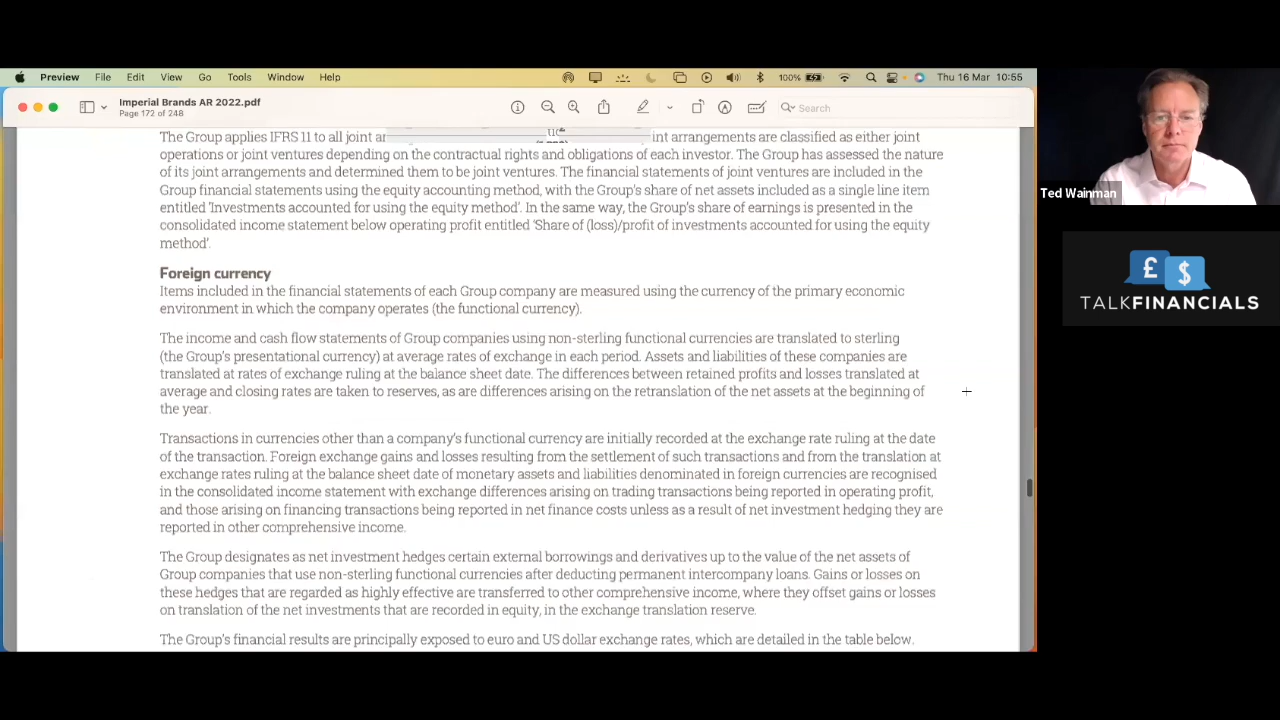 Preview File Edit View Go Tools Window Help 100% Thu 16 Mar 10:55
Imperial Brands AR 2022.pdf
Page 172 of 248
Search
The Group applies IFRS 11 to all joint ar int arrangements are classified as either joint
operations or joint ventures depending on the contractual rights and obligations of each investor. The Group has assessed the nature
of its joint arrangements and determined them to be joint ventures. The financial statements of joint ventures are included in the
Group financial statements using the equity accounting method, with the Group's share of net assets included as a single line item
entitled 'Investments accounted for using the equity method'. In the same way, the Group's share of earnings is presented in the
consolidated income statement below operating profit entitled 'Share of (loss)/profit of investments accounted for using the equity
method'.
Foreign currency
Items included in the financial statements of each Group company are measured using the currency of the primary economic
environment in which the company operates (the functional currency).
The income and cash flow statements of Group companies using non-sterling functional currencies are translated to sterling
(the Group's presentational currency) at average rates of exchange in each period. Assets and liabilities of these companies are
translated at rates of exchange ruling at the balance sheet date. The differences between retained profits and losses translated at
average and closing rates are taken to reserves, as are differences arising on the retranslation of the net assets at the beginning of
the year.
Transactions in currencies other than a company's functional currency are initially recorded at the exchange rate ruling at the date
of the transaction. Foreign exchange gains and losses resulting from the settlement of such transactions and from the translation at
exchange rates ruling at the balance sheet date of monetary assets and liabilities denominated in foreign currencies are recognised
in the consolidated income statement with exchange differences arising on trading transactions being reported in operating profit,
and those arising on financing transactions being reported in net finance costs unless as a result of net investment hedging they are
reported in other comprehensive income.
The Group designates as net investment hedges certain external borrowings and derivatives up to the value of the net assets of
Group companies that use non-sterling functional currencies after deducting permanent intercompany loans. Gains or losses on
these hedges that are regarded as highly effective are transferred to other comprehensive income, where they offset gains or losses
on translation of the net investments that are recorded in equity, in the exchange translation reserve.
The Group's financial results are principally exposed to euro and US dollar exchange rates, which are detailed in the table below.
Ted Wainman
£ $
TALKFINANCIALS